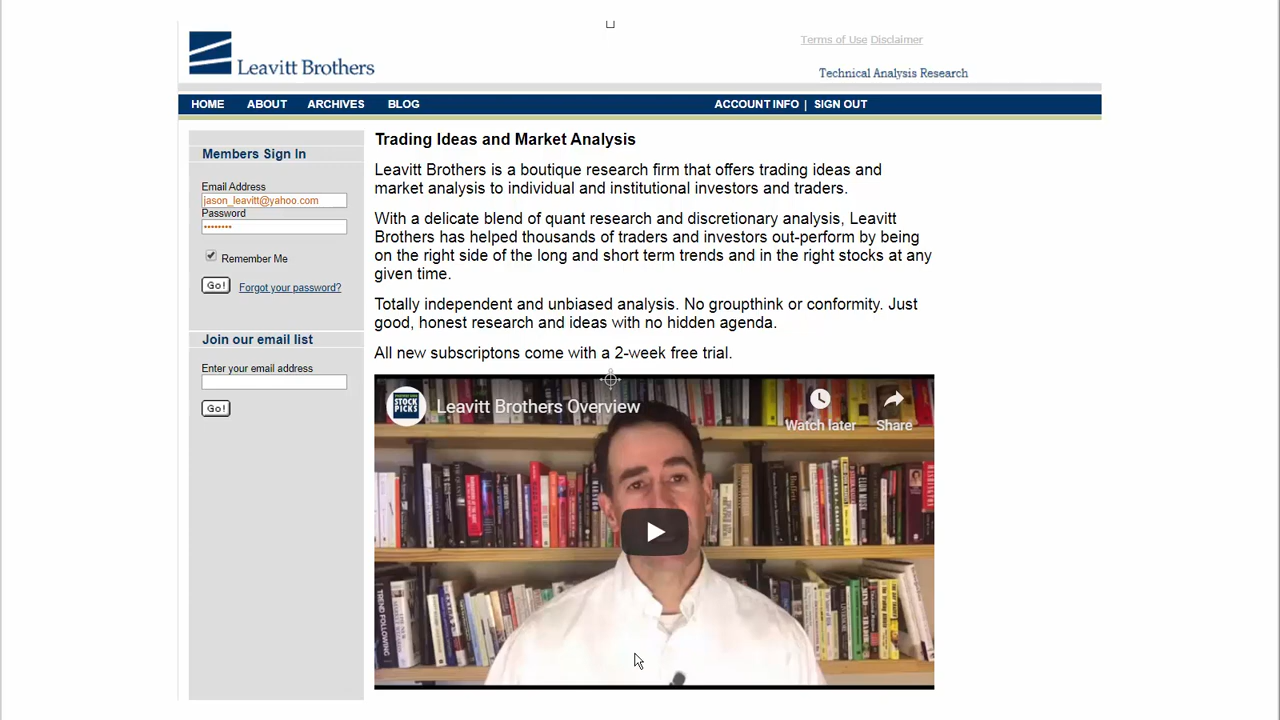 Terms of Use Disclaimer
Leavitt Brothers
Technical Analysis Research
HOME ABOUT ARCHIVES BLOG ACCOUNT INFO | SIGN OUT
Members Sign In
Email Address
jason_leavitt@yahoo.com
Password
••••••••
Remember Me
Go! Forgot your password?
Join our email list
Enter your email address
Go!
Trading Ideas and Market Analysis
Leavitt Brothers is a boutique research firm that offers trading ideas and
market analysis to individual and institutional investors and traders.
With a delicate blend of quant research and discretionary analysis, Leavitt
Brothers has helped thousands of traders and investors out-perform by being
on the right side of the long and short term trends and in the right stocks at any
given time.
Totally independent and unbiased analysis. No groupthink or conformity. Just
good, honest research and ideas with no hidden agenda.
All new subscriptons come with a 2-week free trial.
STOCK
PICKS
Leavitt Brothers Overview
Watch later Share
ELON MUSK
TREND FOLLOWING